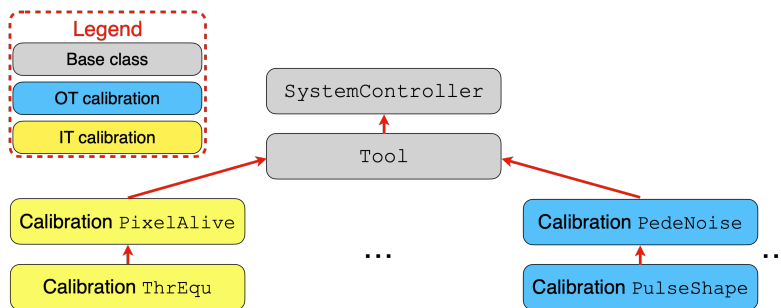 Legend
Base class
OT calibration
IT calibration
SystemController
Tool
Calibration PixelAlive
Calibration PedeNoise
...
..
Calibration ThrEqu
Calibration PulseShape